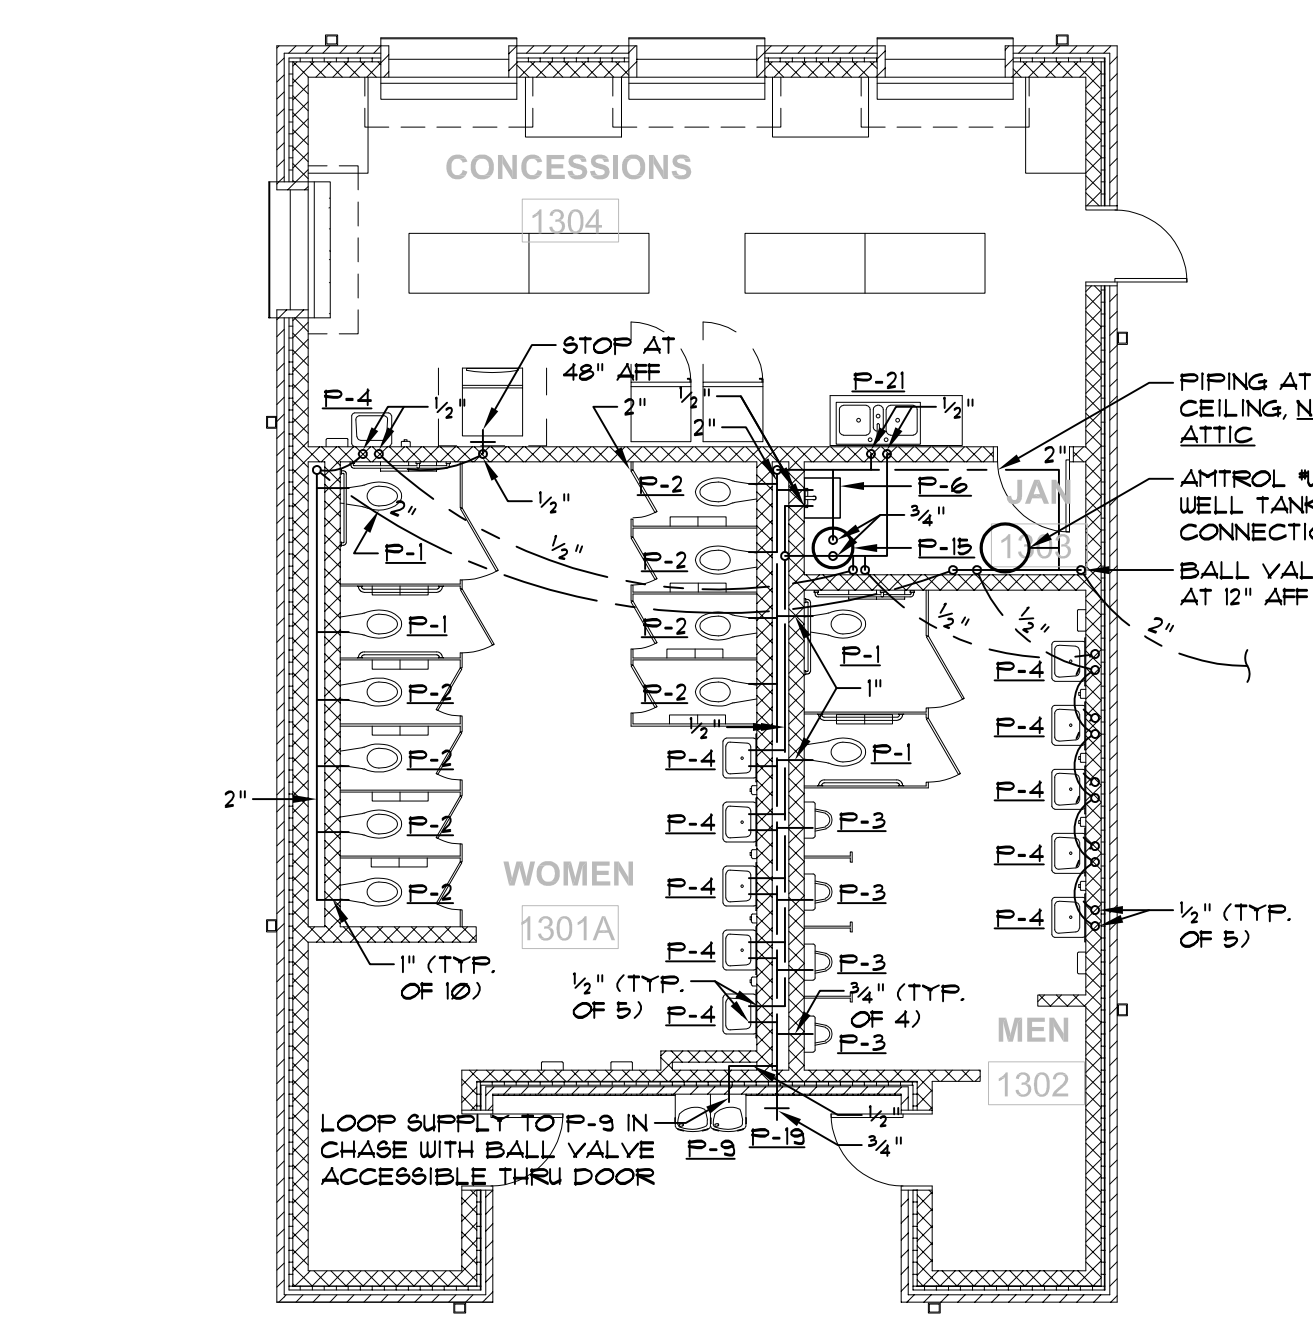 CONCESSIONS
1304
STOP AT
48" AFF
P-4
½"
2"
½"
2"
P-21
½"
PIPING AT
CEILING, N
ATTIC
2"
P-2
P-6
JAN
AMTROL #
WELL TANK
CONNECTIO
½"
2"
¾"
P-1
½"
P-2
P-15
1303
BALL VAL
AT 12" AFF
P-1
P-2
½"
½"
2"
P-1
P-4
P-2
P-2
1"
½"
P-4
P-2
P-4
P-1
2"
P-4
P-2
P-4
P-3
P-4
WOMEN
P-2
P-4
P-3
P-4
1301A
½" (TYP.
OF 5)
1" (TYP.
OF 10)
P-4
P-3
½" (TYP.
OF 5)
P-4
¾" (TYP.
OF 4)
P-3
MEN
1302
LOOP SUPPLY TO P-9 IN
CHASE WITH BALL VALVE
ACCESSIBLE THRU DOOR
P-9
P-19
½"
¾"